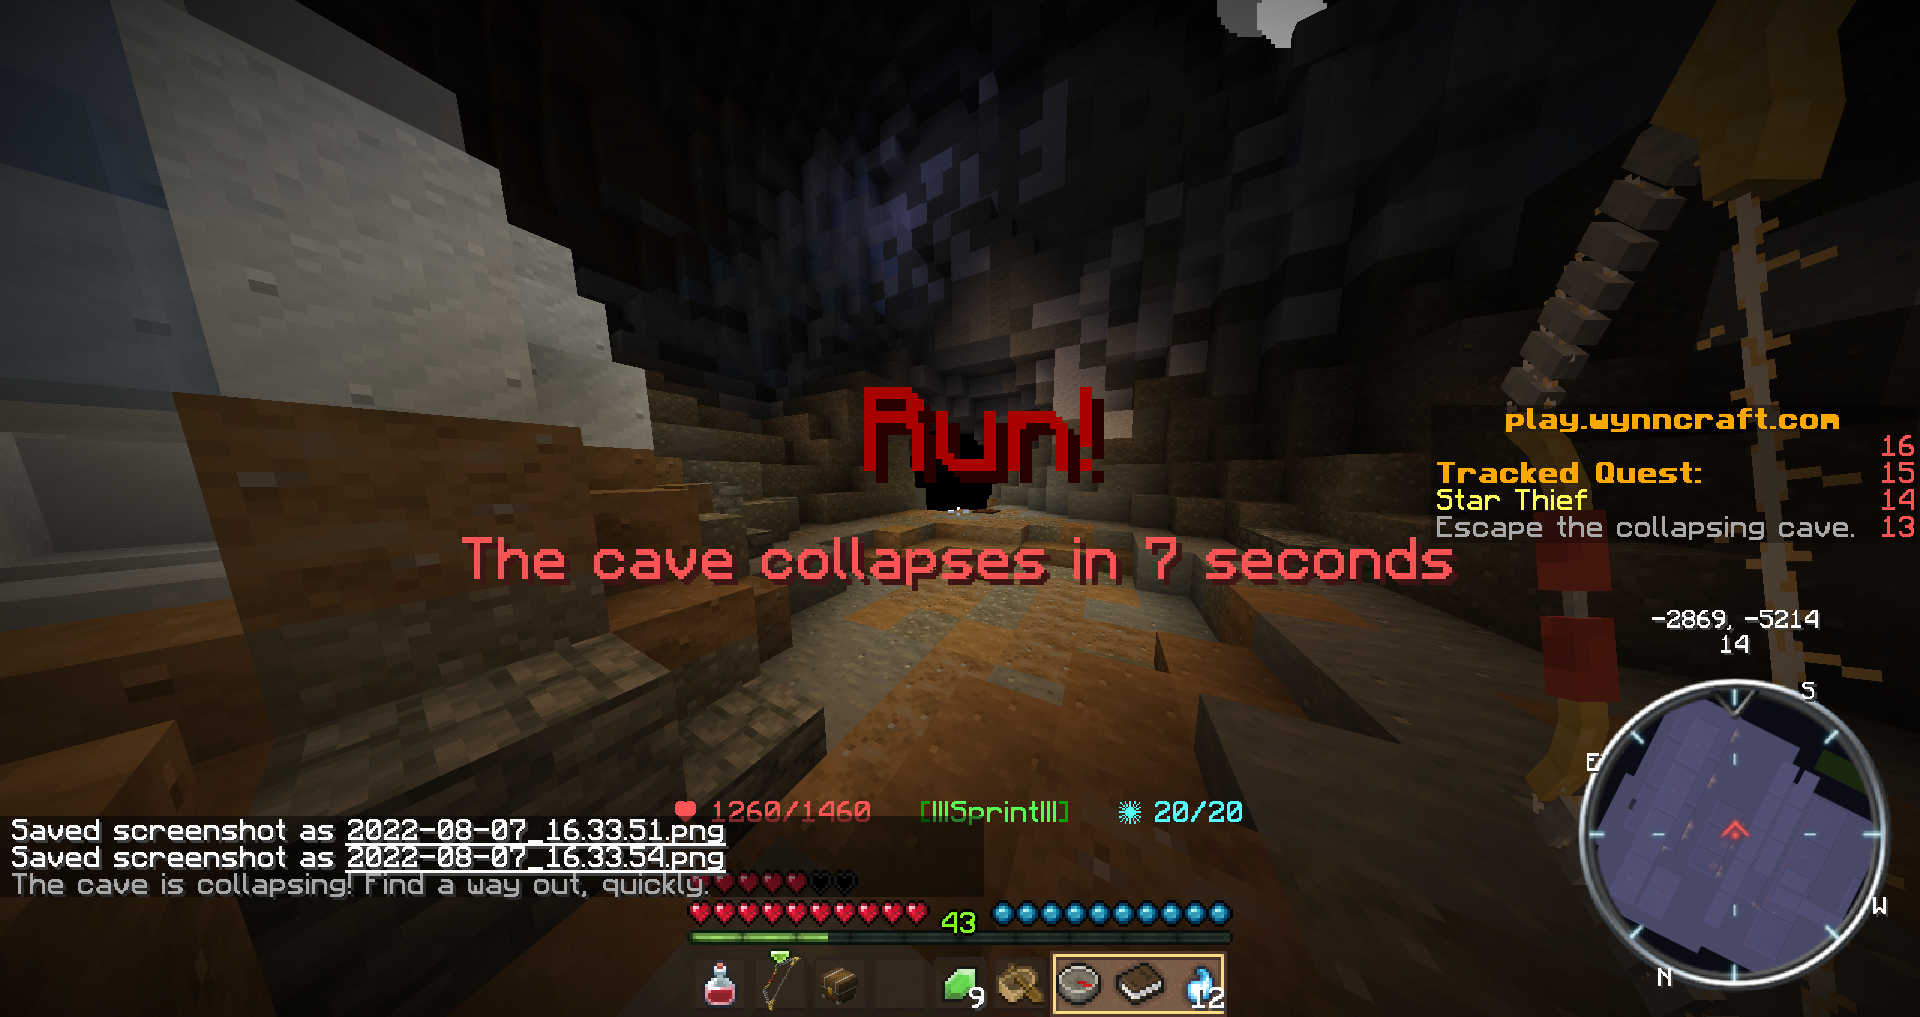 Run!
The cave collapses in 7 seconds
play.wynncraft.com
16
Tracked Quest: 15
Star Thief 14
Escape the collapsing cave. 13
-2869, -5214
14
S
E
W
N
1260/1460 [|||Sprint|||] 20/20
Saved screenshot as 2022-08-07_16.33.51.png
Saved screenshot as 2022-08-07_16.33.54.png
The cave is collapsing! Find a way out, quickly.
43
9 12